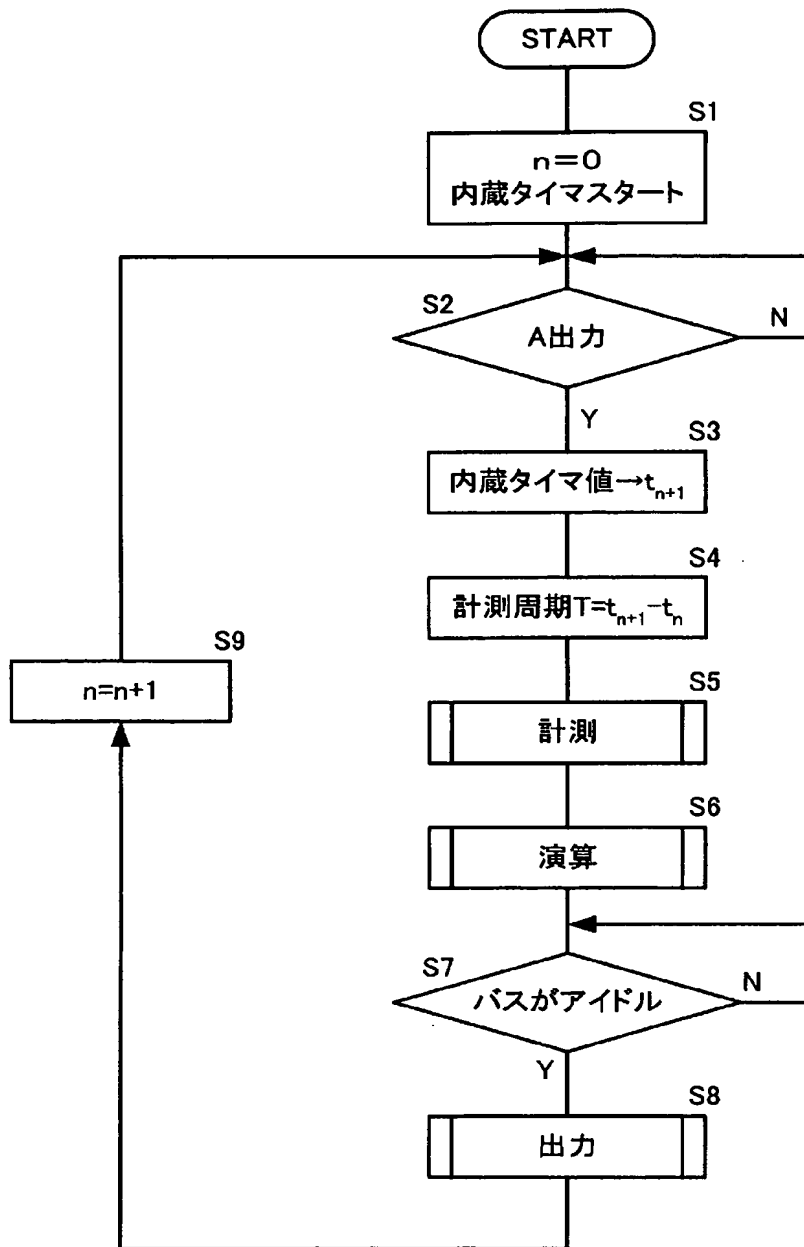 START
S1
n=0
内蔵タイマスタート
S2
A出力
N
Y
S3
内蔵タイマ値→tn+1
S4
計測周期T=tn+1-tn
S9
n=n+1
S5
計測
S6
演算
S7
バスがアイドル
N
Y
S8
出力